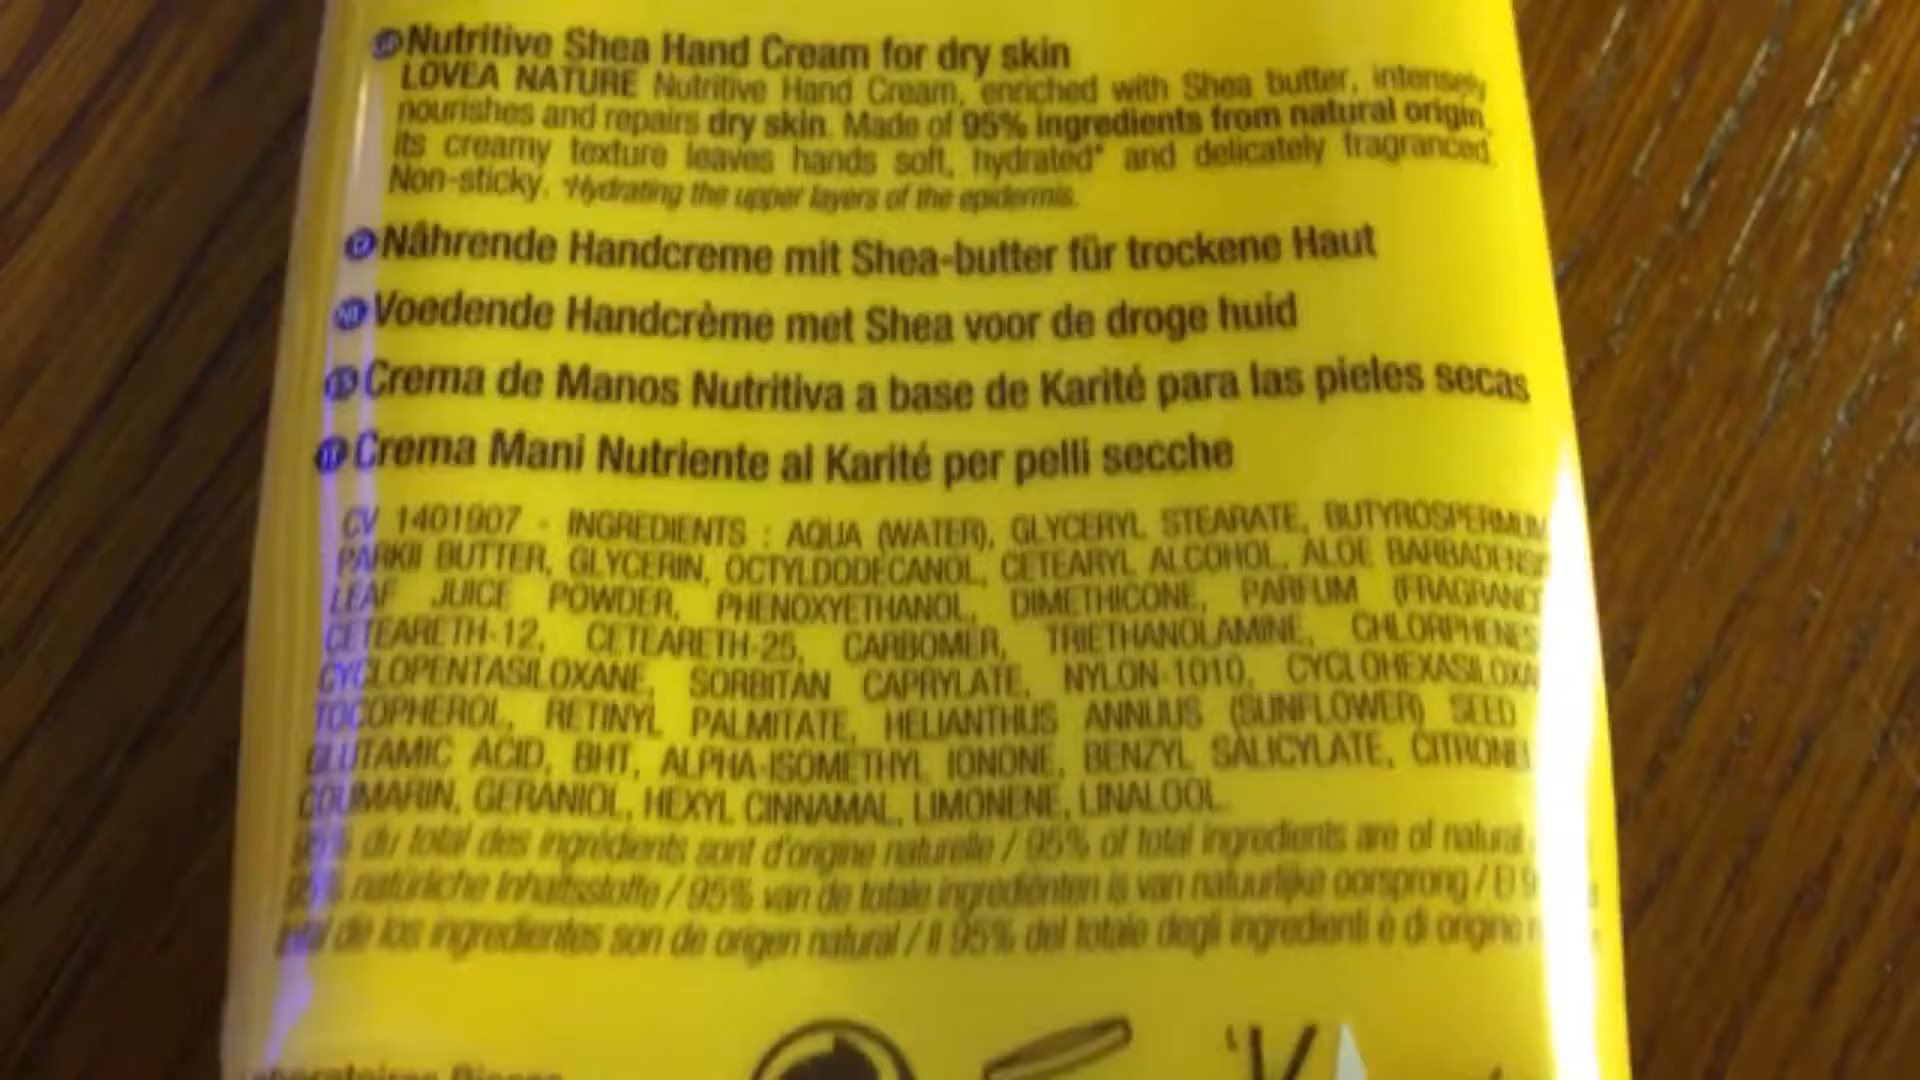 Nutritive Shea Hand Cream for dry skin
LOVEA NATURE Nutritive Hand Cream, enriched with Shea butter, intensely
nourishes and repairs dry skin. Made of 95% ingredients from natural origin,
its creamy texture leaves hands soft, hydrated* and delicately fragranced.
Non-sticky. *Hydrating the upper layers of the epidermis.
D Nährende Handcreme mit Shea-butter für trockene Haut
NL Voedende Handcrème met Shea voor de droge huid
Crema de Manos Nutritiva a base de Karité para las pieles secas
Crema Mani Nutriente al Karité per pelli secche
CV 1401907 - INGREDIENTS : AQUA (WATER), GLYCERYL STEARATE, BUTYROSPERMUM
PARKII BUTTER, GLYCERIN, OCTYLDODECANOL, CETEARYL ALCOHOL, ALOE BARBADENSI
LEAF JUICE POWDER, PHENOXYETHANOL, DIMETHICONE, PARFUM (FRAGRANC
CETEARETH-12, CETEARETH-25, CARBOMER, TRIETHANOLAMINE, CHLORPHENES
CYCLOPENTASILOXANE, SORBITAN CAPRYLATE, NYLON-1010, CYCLOHEXASILOXA
TOCOPHEROL, RETINYL PALMITATE, HELIANTHUS ANNUUS (SUNFLOWER) SEED
GLUTAMIC ACID, BHT, ALPHA-ISOMETHYL IONONE, BENZYL SALICYLATE, CITRONEL
COUMARIN, GERANIOL, HEXYL CINNAMAL, LIMONENE, LINALOOL.
95% du total des ingrédients sont d'origine naturelle / 95% of total ingredients are of natural
95% natürliche Inhaltsstoffe / 95% van de totale ingrediënten is van natuurlijke oorsprong / El 9
total de los ingredientes son de origen natural / Il 95% del totale degli ingredienti è di origine n